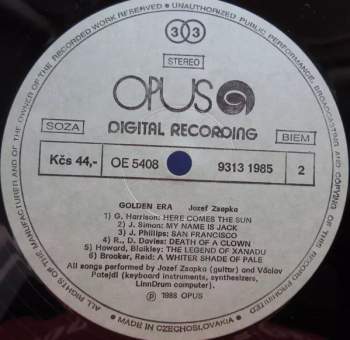 33
STEREO
OPUS
SOZA DIGITAL RECORDING BIEM
Kčs 44,- OE 5408 9313 1985 2
GOLDEN ERA Jozef Zsapka
1) G. Harrison: HERE COMES THE SUN
2) J. Simon: MY NAME IS JACK
3) J. Phillips: SAN FRANCISCO
4) R., D. Davies: DEATH OF A CLOWN
5) Howard, Blaikley: THE LEGEND OF XANADU
6) Brooker, Reid: A WHITER SHADE OF PALE
All songs performed by Jozef Zsapka (guitar) and Václav
Patejdl (keyboard instruments, synthesizers,
LinnDrum computer).
Ⓟ 1988 OPUS
ALL RIGHTS OF THE MANUFACTURER AND OF THE OWNER OF THE RECORDED WORK RESERVED • UNAUTHORIZED PUBLIC PERFORMANCE, BROADCASTING AND COPYING OF THIS RECORD PROHIBITED
• MADE IN CZECHOSLOVAKIA •